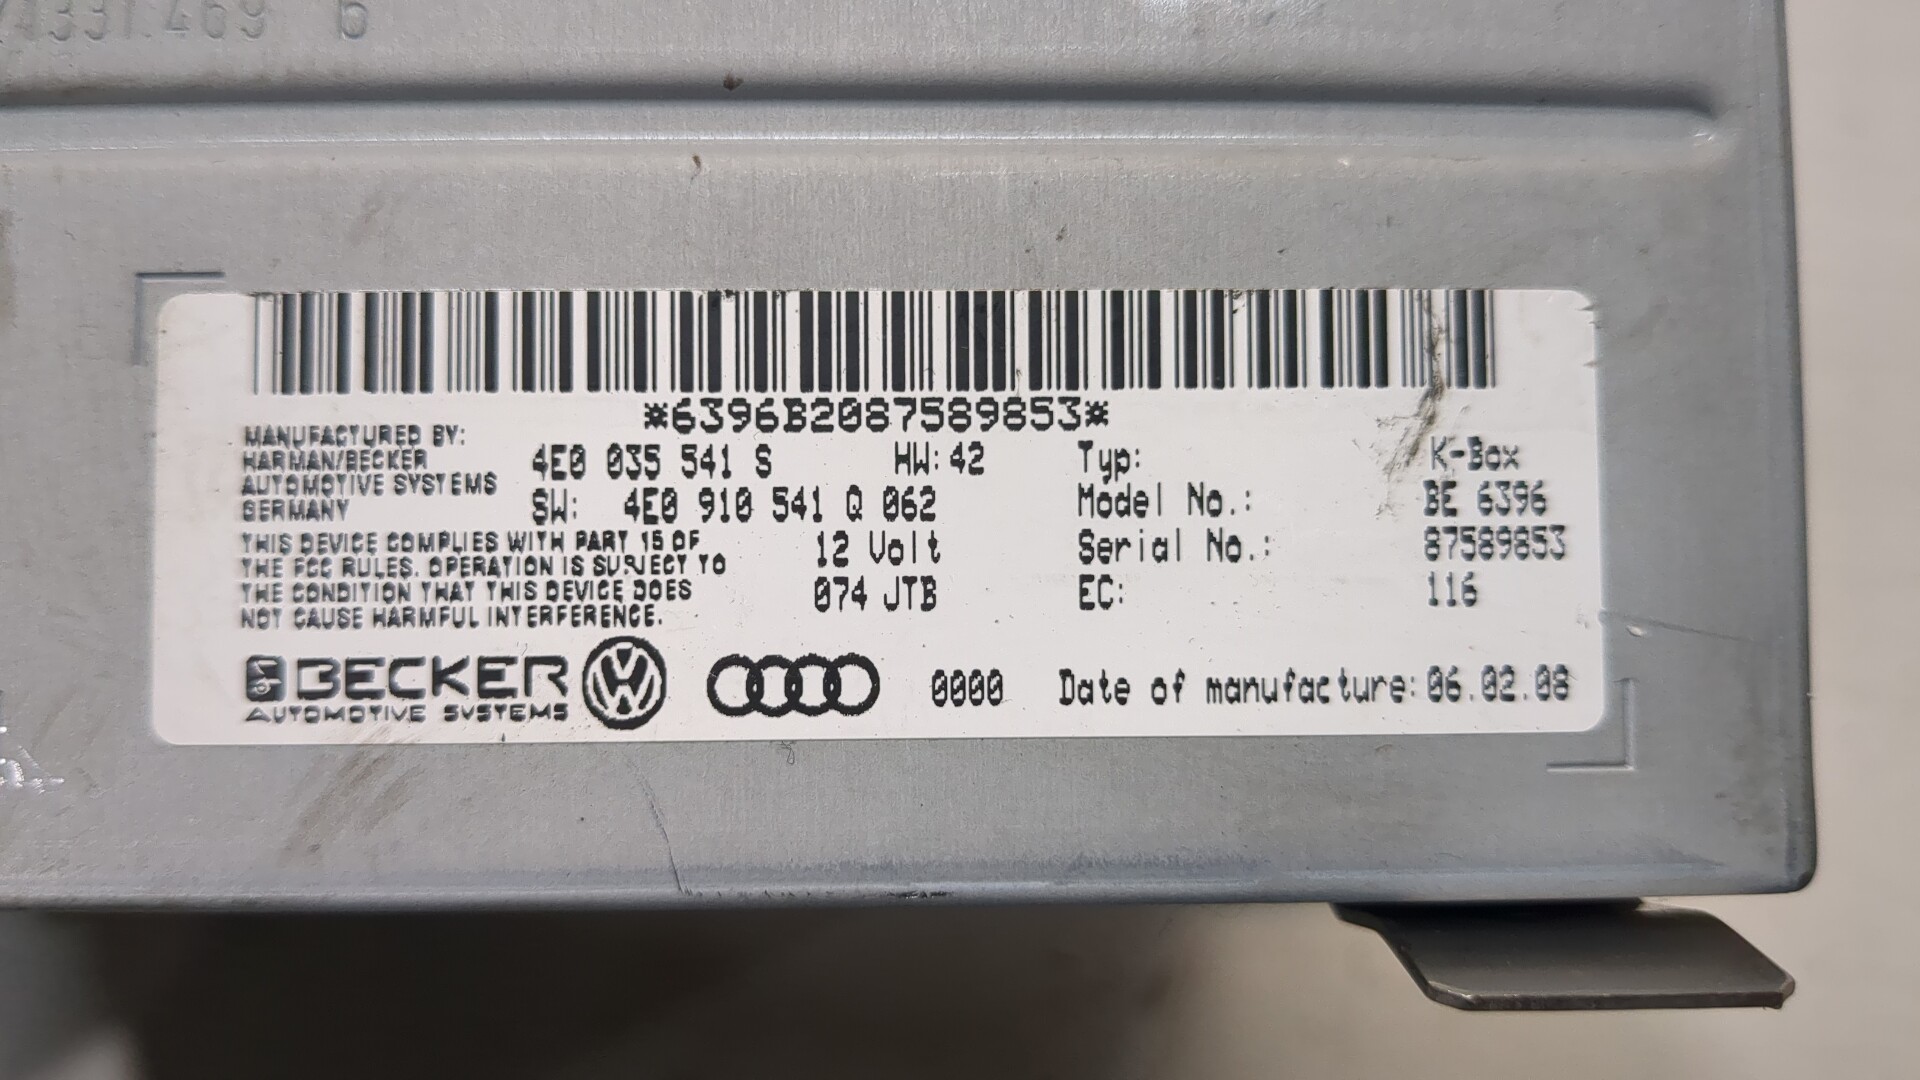 4331.469 6
*6396B2087589853*
MANUFACTURED BY:
HARMAN/BECKER
AUTOMOTIVE SYSTEMS
GERMANY
4E0 035 541 S HW: 42
SW: 4E0 910 541 Q 062
THIS DEVICE COMPLIES WITH PART 15 OF
THE FCC RULES. OPERATION IS SUBJECT TO
THE CONDITION THAT THIS DEVICE DOES
NOT CAUSE HARMFUL INTERFERENCE.
12 Volt
074 JTB
Typ: K-Box
Model No.: BE 6396
Serial No.: 87589853
EC: 116
BECKER
AUTOMOTIVE SYSTEMS
0000 Date of manufacture: 06.02.08